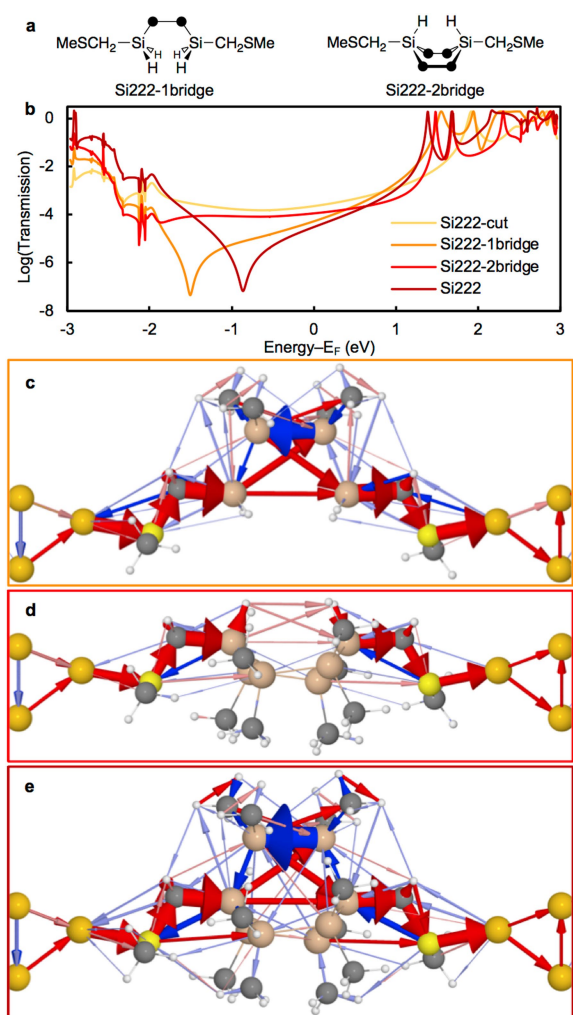 a
H H
MeSCH₂ Si Si CH₂SMe MeSCH₂ Si Si CH₂SMe
H H H H
Si222-1bridge Si222-2bridge
b
0
-2
-4
-6
-8
Log(Transmission)
Si222-cut
Si222-1bridge
Si222-2bridge
Si222
-3 -2 -1 0 1 2 3
Energy–E_F (eV)
c
d
e